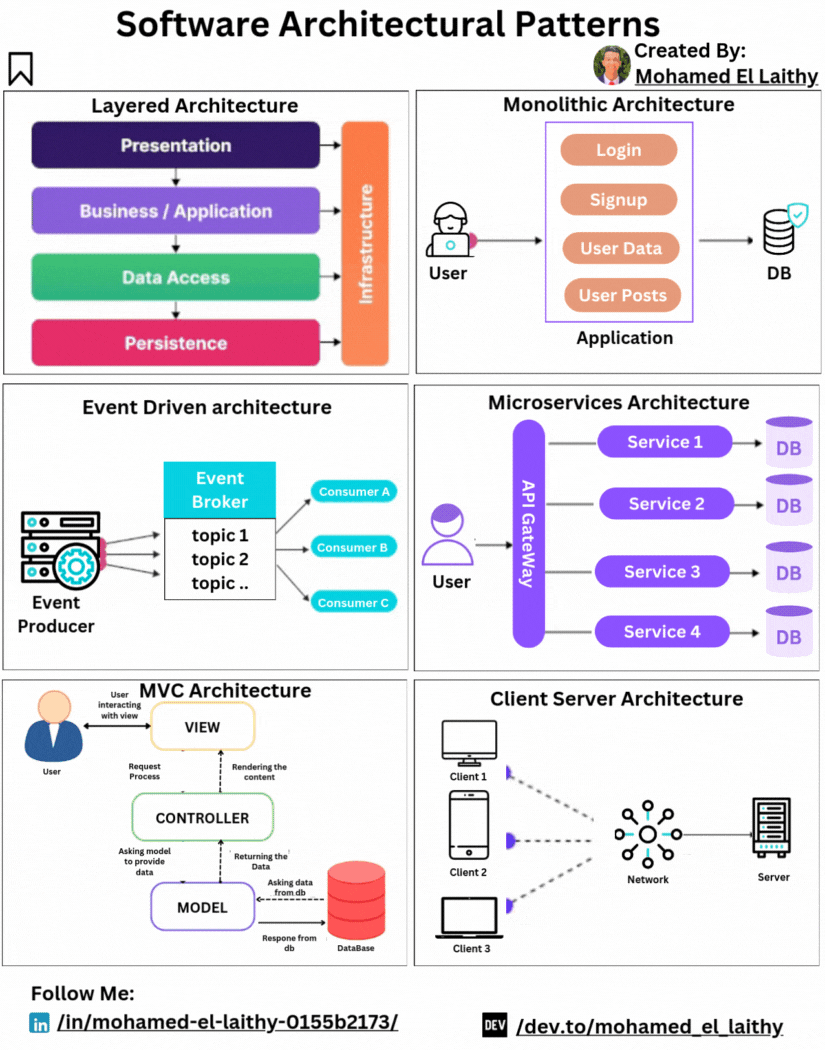 Software Architectural Patterns
Created By:
Mohamed El Laithy
Layered Architecture
Presentation
Business / Application
Data Access
Persistence
Infrastructure
Monolithic Architecture
Login
Signup
User Data
User Posts
User
DB
Application
Event Driven architecture
Event
Broker
topic 1
topic 2
topic ..
Consumer A
Consumer B
Consumer C
Event
Producer
Microservices Architecture
API GateWay
Service 1
Service 2
Service 3
Service 4
DB
DB
DB
DB
User
MVC Architecture
User
interacting
with view
VIEW
User
Request
Process
Rendering the
content
CONTROLLER
Asking model
to provide
data
Returning the
Data
Asking data
from db
MODEL
Respone from
db
DataBase
Client Server Architecture
Client 1
Client 2
Client 3
Network
Server
Follow Me:
in
/in/mohamed-el-laithy-0155b2173/
DEV
/dev.to/mohamed_el_laithy